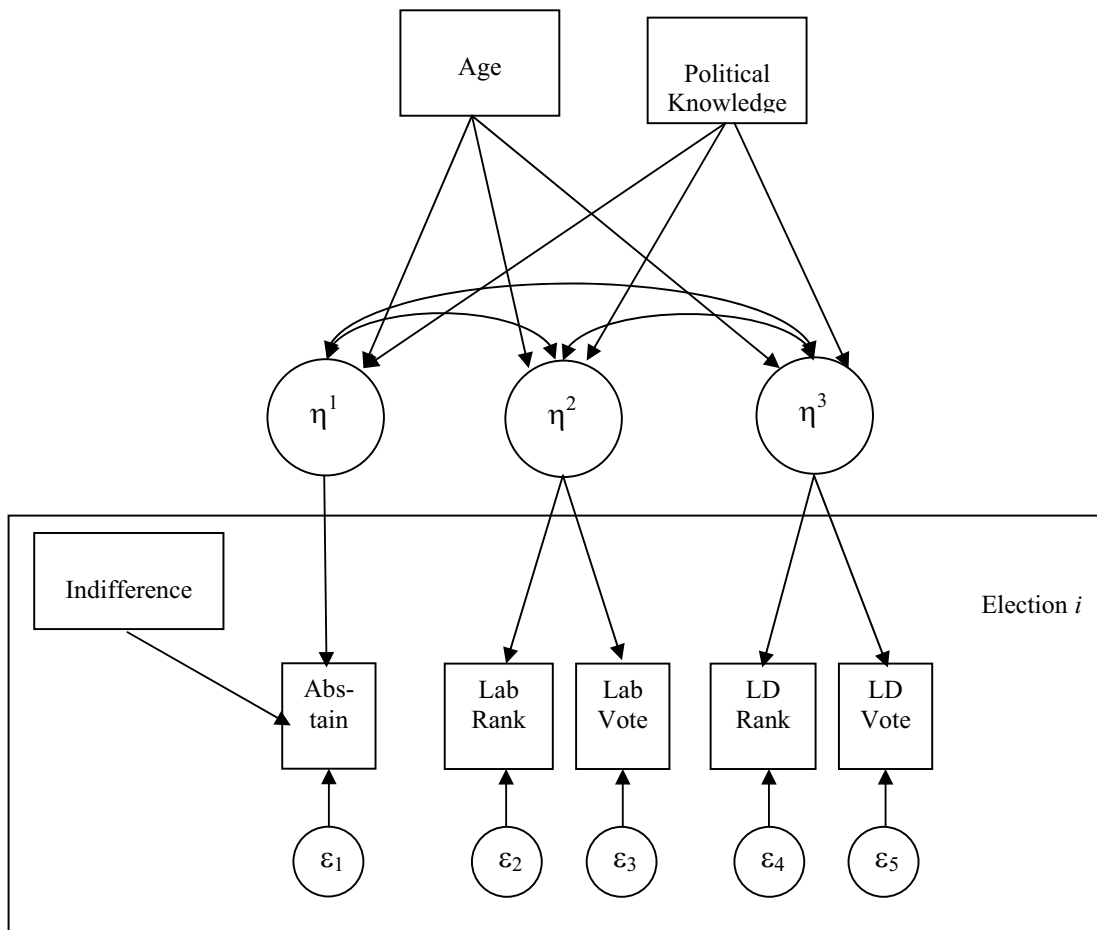 Age
Political
Knowledge
η1
η2
η3
Indifference
Election i
Abs-
tain
Lab
Rank
Lab
Vote
LD
Rank
LD
Vote
ε1
ε2
ε3
ε4
ε5